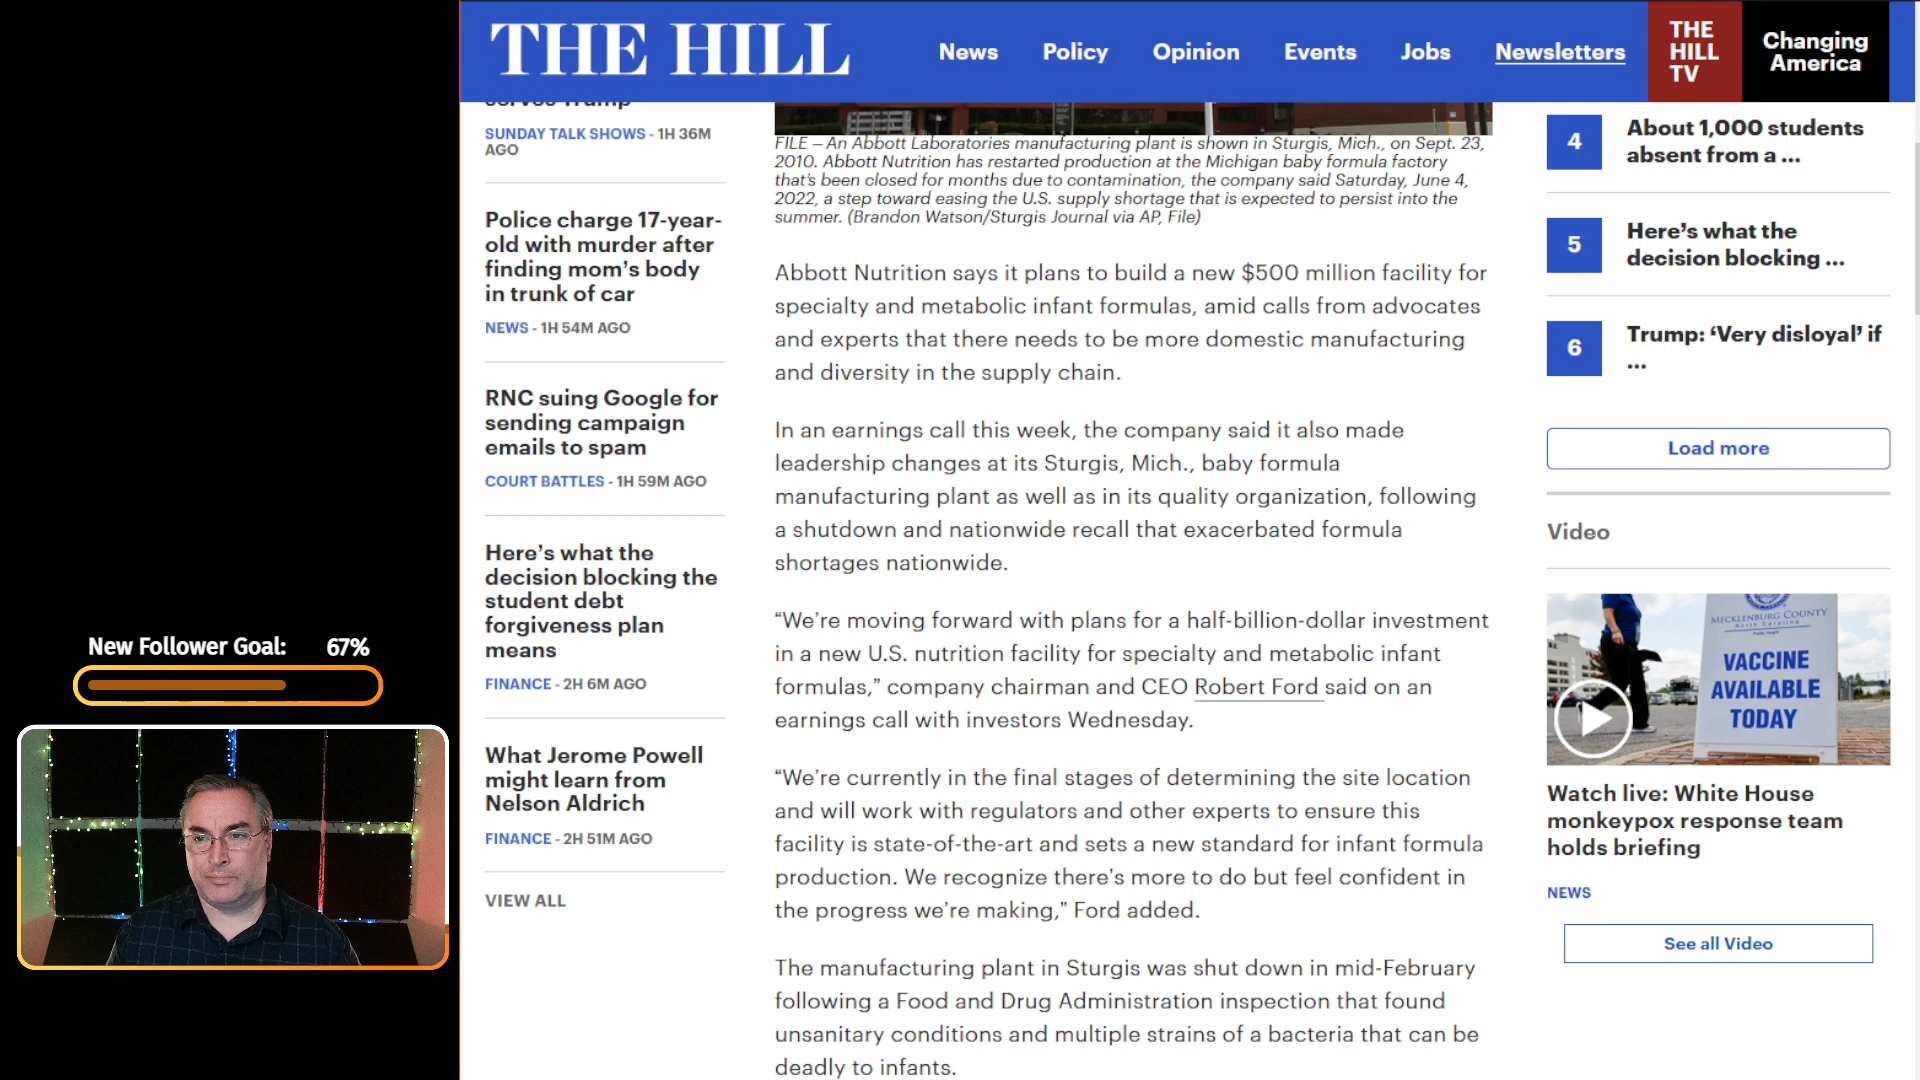 THE HILL
News
Policy
Opinion
Events
Jobs
Newsletters
THE
HILL
TV
Changing
America
SUNDAY TALK SHOWS - 1H 36M
AGO
Police charge 17-year-
old with murder after
finding mom’s body
in trunk of car
NEWS - 1H 54M AGO
RNC suing Google for
sending campaign
emails to spam
COURT BATTLES - 1H 59M AGO
Here’s what the
decision blocking the
student debt
forgiveness plan
means
FINANCE - 2H 6M AGO
What Jerome Powell
might learn from
Nelson Aldrich
FINANCE - 2H 51M AGO
VIEW ALL
FILE – An Abbott Laboratories manufacturing plant is shown in Sturgis, Mich., on Sept. 23,
2010. Abbott Nutrition has restarted production at the Michigan baby formula factory
that’s been closed for months due to contamination, the company said Saturday, June 4,
2022, a step toward easing the U.S. supply shortage that is expected to persist into the
summer. (Brandon Watson/Sturgis Journal via AP, File)
Abbott Nutrition says it plans to build a new $500 million facility for
specialty and metabolic infant formulas, amid calls from advocates
and experts that there needs to be more domestic manufacturing
and diversity in the supply chain.
In an earnings call this week, the company said it also made
leadership changes at its Sturgis, Mich., baby formula
manufacturing plant as well as in its quality organization, following
a shutdown and nationwide recall that exacerbated formula
shortages nationwide.
“We’re moving forward with plans for a half-billion-dollar investment
in a new U.S. nutrition facility for specialty and metabolic infant
formulas,” company chairman and CEO Robert Ford said on an
earnings call with investors Wednesday.
“We’re currently in the final stages of determining the site location
and will work with regulators and other experts to ensure this
facility is state-of-the-art and sets a new standard for infant formula
production. We recognize there’s more to do but feel confident in
the progress we’re making,” Ford added.
The manufacturing plant in Sturgis was shut down in mid-February
following a Food and Drug Administration inspection that found
unsanitary conditions and multiple strains of a bacteria that can be
deadly to infants.
4
About 1,000 students
absent from a ...
5
Here’s what the
decision blocking ...
6
Trump: ‘Very disloyal’ if
...
Load more
Video
MECKLENBURG COUNTY
North Carolina
VACCINE
AVAILABLE
TODAY
Watch live: White House
monkeypox response team
holds briefing
NEWS
See all Video
New Follower Goal: 67%